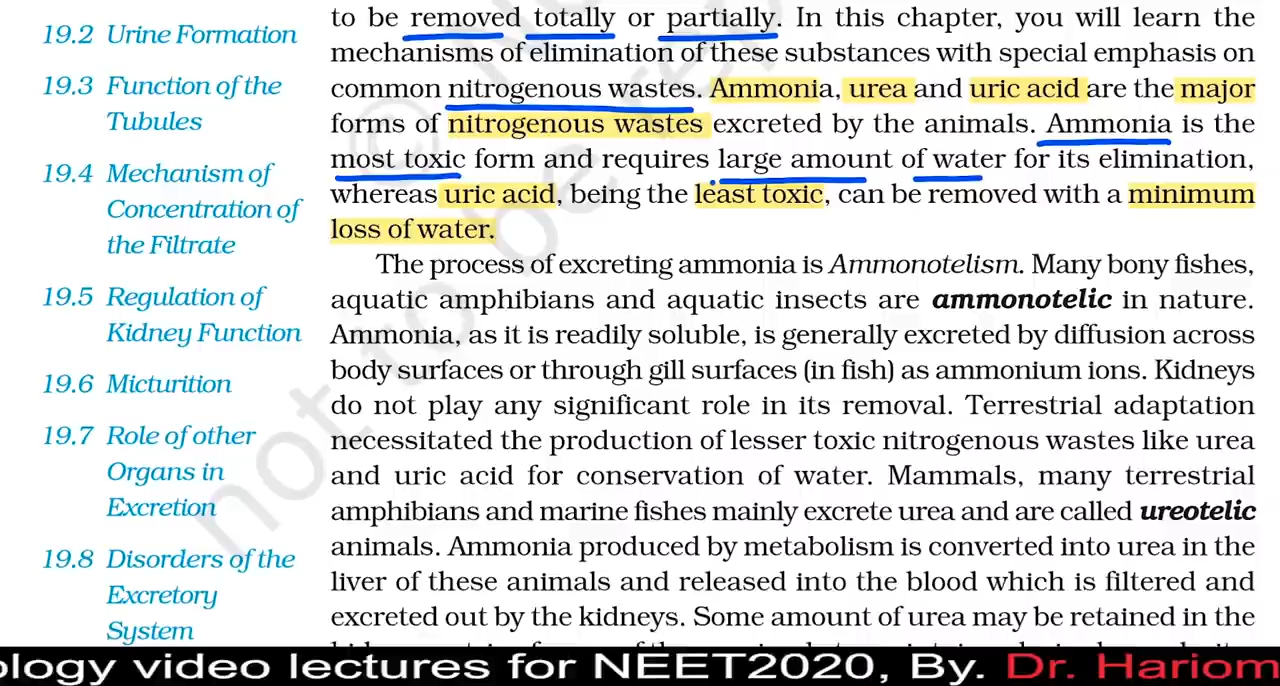 19.2 Urine Formation
19.3 Function of the
Tubules
19.4 Mechanism of
Concentration of
the Filtrate
19.5 Regulation of
Kidney Function
19.6 Micturition
19.7 Role of other
Organs in
Excretion
19.8 Disorders of the
Excretory
System
to be removed totally or partially. In this chapter, you will learn the
mechanisms of elimination of these substances with special emphasis on
common nitrogenous wastes. Ammonia, urea and uric acid are the major
forms of nitrogenous wastes excreted by the animals. Ammonia is the
most toxic form and requires large amount of water for its elimination,
whereas uric acid, being the least toxic, can be removed with a minimum
loss of water.
The process of excreting ammonia is Ammonotelism. Many bony fishes,
aquatic amphibians and aquatic insects are ammonotelic in nature.
Ammonia, as it is readily soluble, is generally excreted by diffusion across
body surfaces or through gill surfaces (in fish) as ammonium ions. Kidneys
do not play any significant role in its removal. Terrestrial adaptation
necessitated the production of lesser toxic nitrogenous wastes like urea
and uric acid for conservation of water. Mammals, many terrestrial
amphibians and marine fishes mainly excrete urea and are called ureotelic
animals. Ammonia produced by metabolism is converted into urea in the
liver of these animals and released into the blood which is filtered and
excreted out by the kidneys. Some amount of urea may be retained in the
ology video lectures for NEET2020, By. Dr. Hariom
not to be rep
©